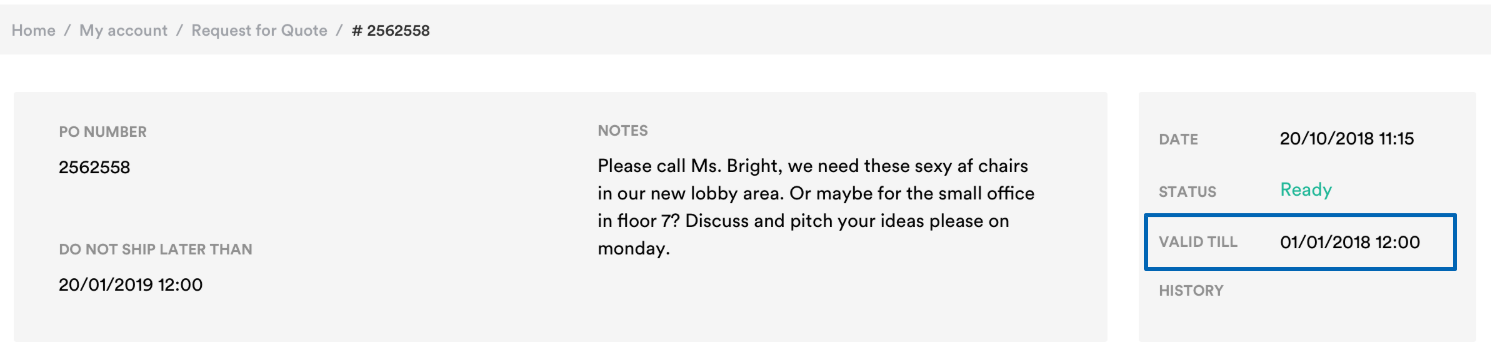 Home / My account / Request for Quote / # 2562558
PO NUMBER
2562558
DO NOT SHIP LATER THAN
20/01/2019 12:00
NOTES
Please call Ms. Bright, we need these sexy af chairs
in our new lobby area. Or maybe for the small office
in floor 7? Discuss and pitch your ideas please on
monday.
DATE 20/10/2018 11:15
STATUS Ready
VALID TILL 01/01/2018 12:00
HISTORY